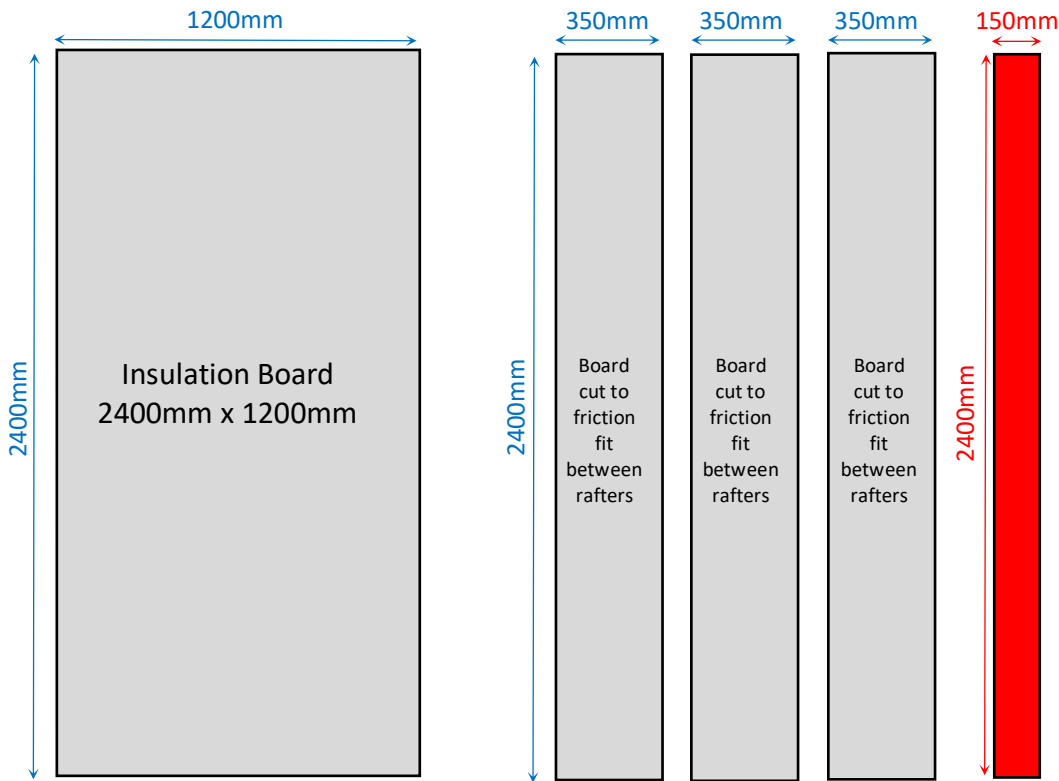 1200mm
350mm
350mm
350mm
150mm
2400mm
Insulation Board
2400mm x 1200mm
2400mm
Board
cut to
friction
fit
between
rafters
Board
cut to
friction
fit
between
rafters
Board
cut to
friction
fit
between
rafters
2400mm